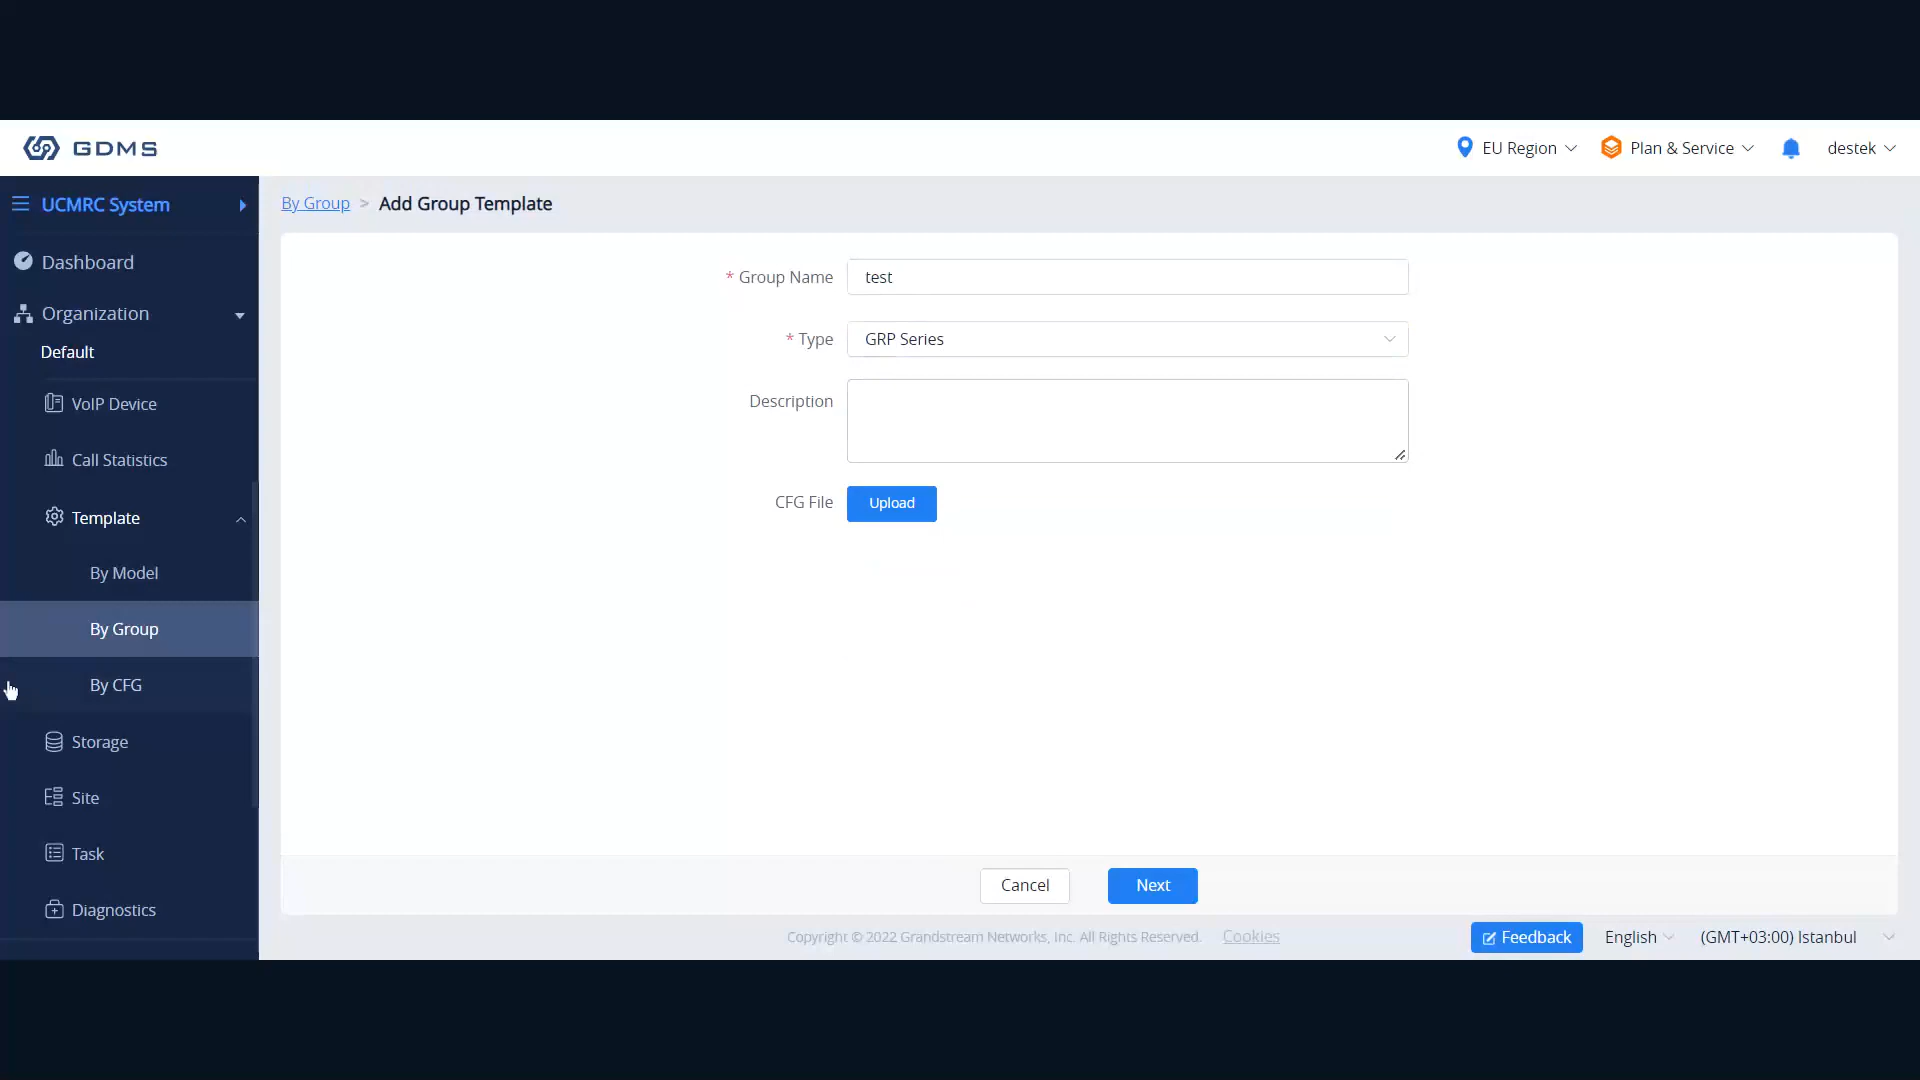 GDMS
EU Region
Plan & Service
destek
UCMRC System
By Group > Add Group Template
Dashboard
Organization
Default
VoIP Device
Call Statistics
Template
By Model
By Group
By CFG
Storage
Site
Task
Diagnostics
* Group Name
test
* Type
GRP Series
Description
CFG File
Upload
Cancel
Next
Copyright © 2022 Grandstream Networks, Inc. All Rights Reserved.
Cookies
Feedback
English
(GMT+03:00) Istanbul